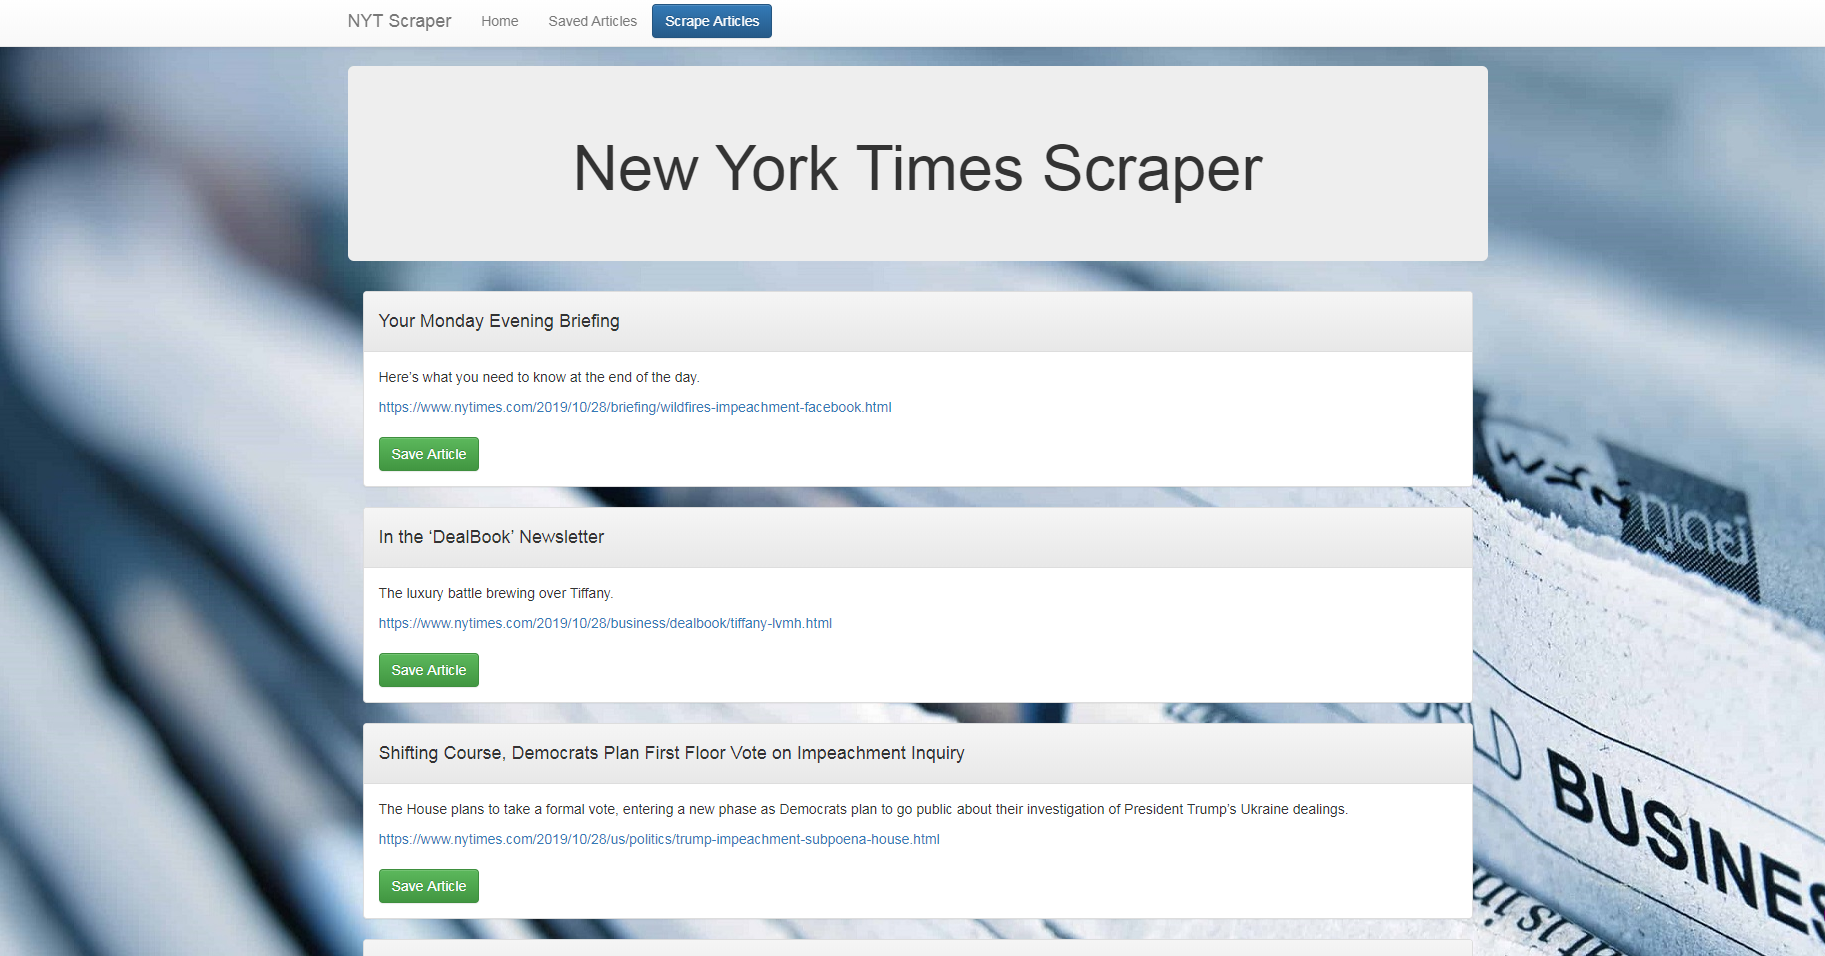 NYT Scraper Home Saved Articles Scrape Articles
New York Times Scraper
Your Monday Evening Briefing
Here’s what you need to know at the end of the day.
https://www.nytimes.com/2019/10/28/briefing/wildfires-impeachment-facebook.html
Save Article
In the ‘DealBook’ Newsletter
The luxury battle brewing over Tiffany.
https://www.nytimes.com/2019/10/28/business/dealbook/tiffany-lvmh.html
Save Article
Shifting Course, Democrats Plan First Floor Vote on Impeachment Inquiry
The House plans to take a formal vote, entering a new phase as Democrats plan to go public about their investigation of President Trump’s Ukraine dealings.
https://www.nytimes.com/2019/10/28/us/politics/trump-impeachment-subpoena-house.html
Save Article
BUSINES